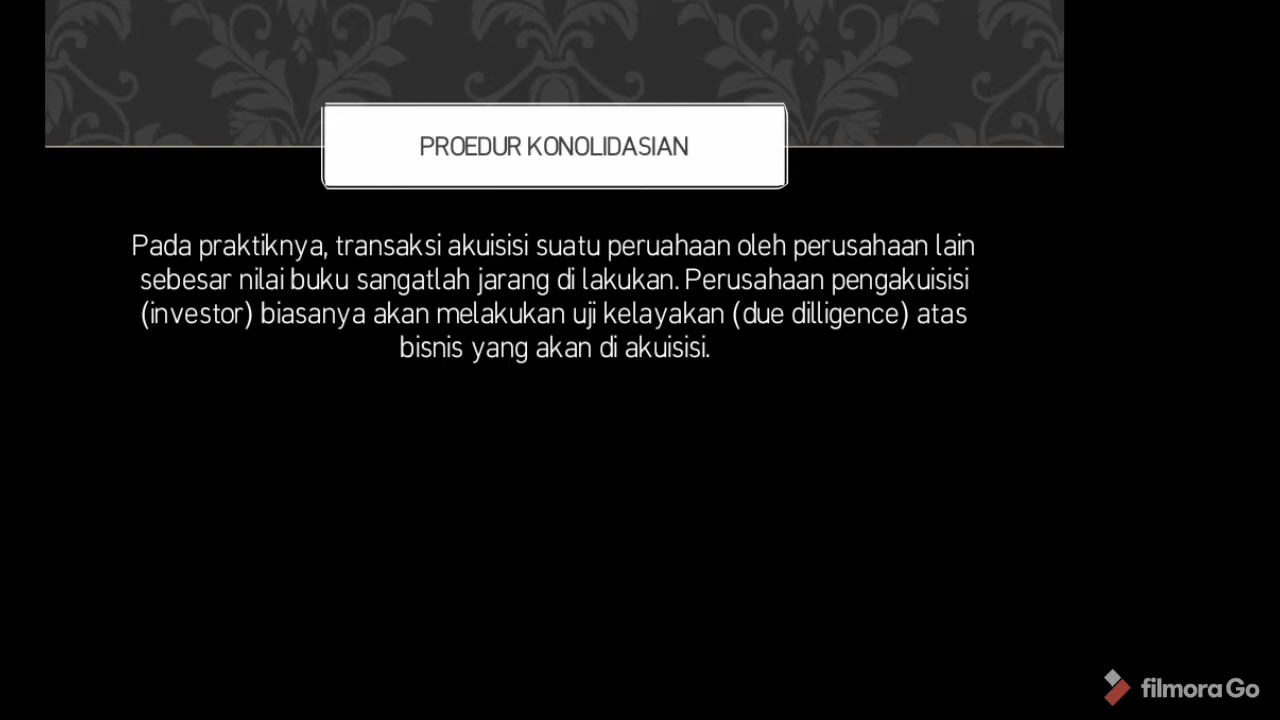 PROEDUR KONOLIDASIAN
Pada praktiknya, transaksi akuisisi suatu peruahaan oleh perusahaan lain
sebesar nilai buku sangatlah jarang di lakukan. Perusahaan pengakuisisi
(investor) biasanya akan melakukan uji kelayakan (due dilligence) atas
bisnis yang akan di akuisisi.
filmora Go